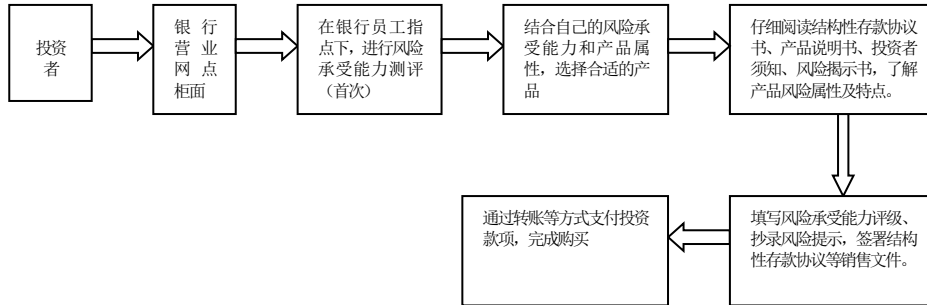 投资
者
银行
营业
网点
柜面
在银行员工指
点下，进行风险
承受能力测评
（首次）
结合自己的风险承
受能力和产品属
性，选择合适的产
品
仔细阅读结构性存款协议
书、产品说明书、投资者
须知、风险揭示书，了解
产品风险属性及特点。
填写风险承受能力评级、
抄录风险提示，签署结构
性存款协议等销售文件。
通过转账等方式支付投资
款项，完成购买